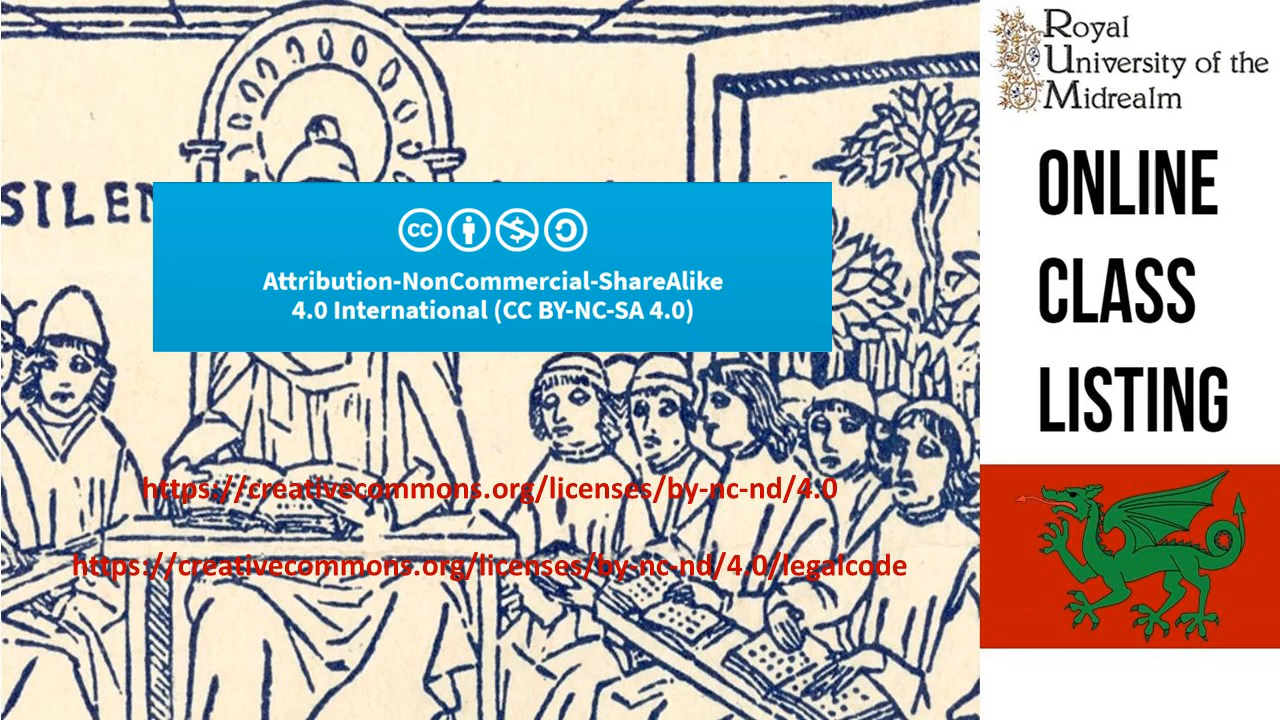 Royal
University of the
Midrealm
ONLINE
CLASS
LISTING
SILEN
cc
Attribution-NonCommercial-ShareAlike
4.0 International (CC BY-NC-SA 4.0)
https://creativecommons.org/licenses/by-nc-nd/4.0
https://creativecommons.org/licenses/by-nc-nd/4.0/legalcode